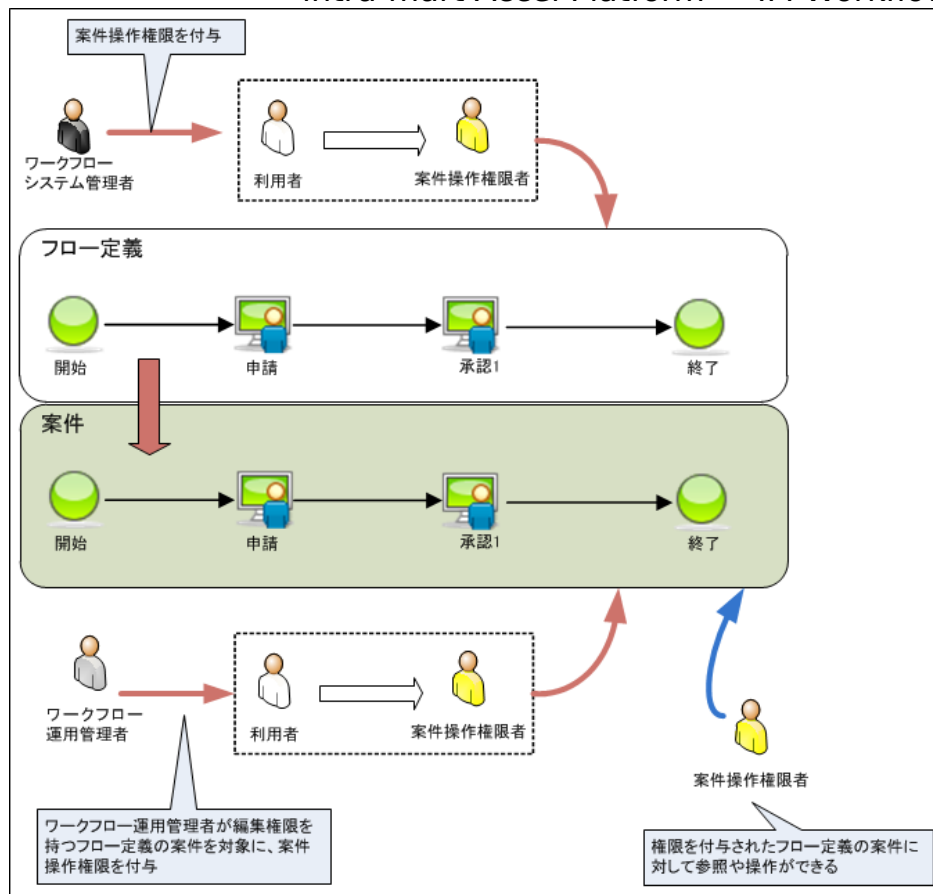 案件操作権限を付与
ワークフロー
システム管理者
利用者
案件操作権限者
フロー定義
開始
申請
承認1
終了
案件
開始
申請
承認1
終了
ワークフロー
運用管理者
利用者
案件操作権限者
案件操作権限者
ワークフロー運用管理者が編集権限を
持つフロー定義の案件を対象に、案件
操作権限を付与
権限を付与されたフロー定義の案件に
対して参照や操作ができる